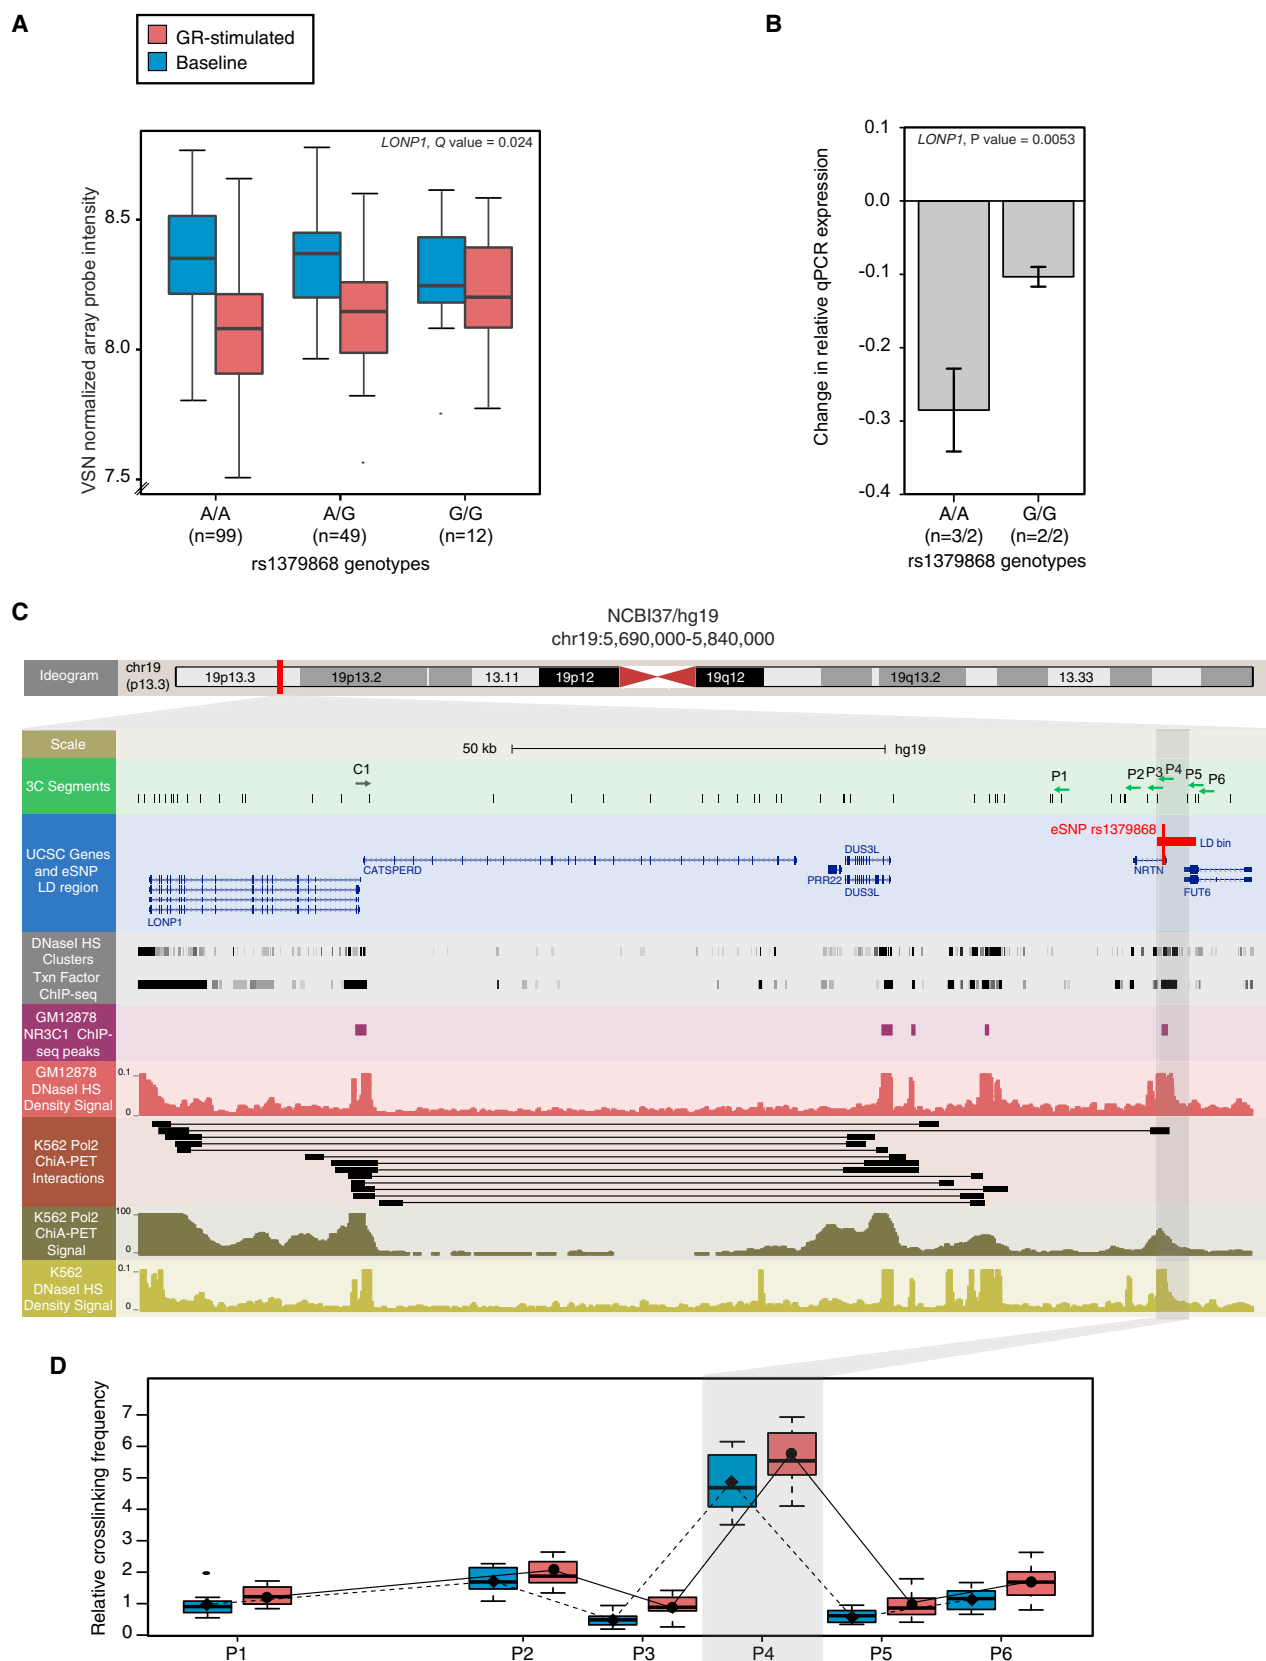 A
GR-stimulated
Baseline
LONP1, Q value = 0.024
VSN normalized array probe intensity
8.5
8.0
7.5
A/A
(n=99)
A/G
(n=49)
G/G
(n=12)
rs1379868 genotypes
B
LONP1, P value = 0.0053
Change in relative qPCR expression
0.1
0.0
-0.1
-0.2
-0.3
-0.4
A/A
(n=3/2)
G/G
(n=2/2)
rs1379868 genotypes
C
NCBI37/hg19
chr19:5,690,000-5,840,000
Ideogram
chr19
(p13.3)
19p13.3
19p13.2
13.11
19p12
19q12
19q13.2
13.33
Scale
50 kb
hg19
3C Segments
C1
P1
P2
P3
P4
P5
P6
UCSC Genes
and eSNP
LD region
eSNP rs1379868
LD bin
CATSPERD
LONP1
PRR22
DUS3L
DUS3L
NRTN
FUT6
DNaseI HS
Clusters
Txn Factor
ChIP-seq
GM12878
NR3C1 ChIP-
seq peaks
GM12878
DNaseI HS
Density Signal
0.1
0
K562 Pol2
ChiA-PET
Interactions
K562 Pol2
ChiA-PET
Signal
100
0
K562
DNaseI HS
Density Signal
0.1
0
D
Relative crosslinking frequency
7
6
5
4
3
2
1
0
P1
P2
P3
P4
P5
P6